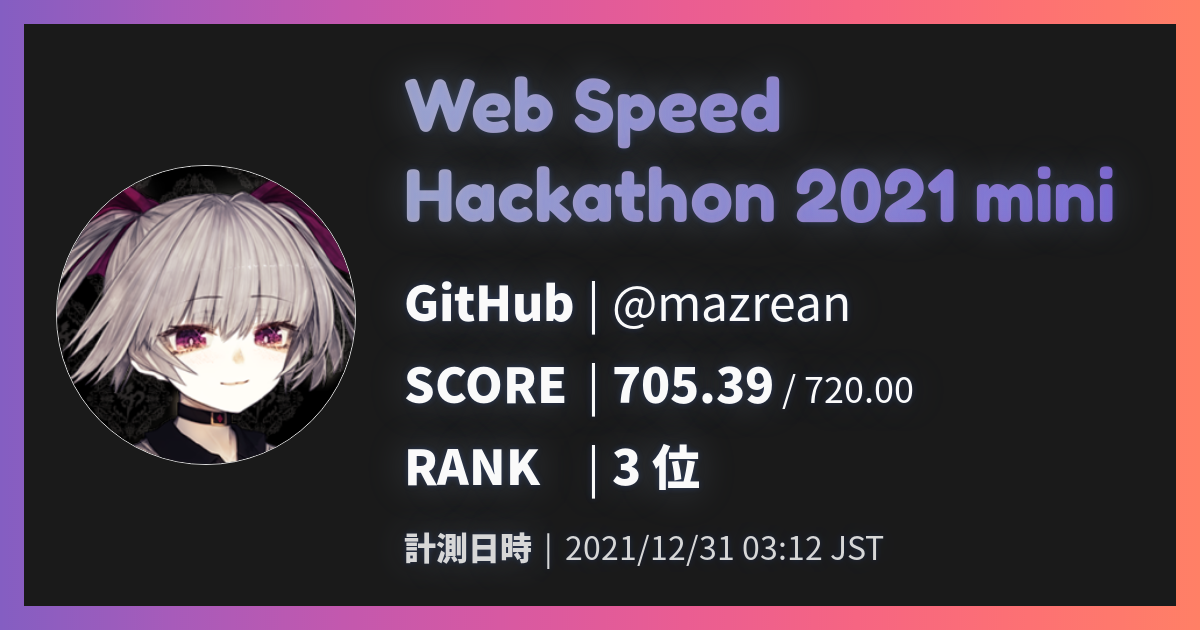 Web Speed
Hackathon 2021 mini
GitHub | @mazrean
SCORE | 705.39 / 720.00
RANK | 3 位
計測日時 | 2021/12/31 03:12 JST